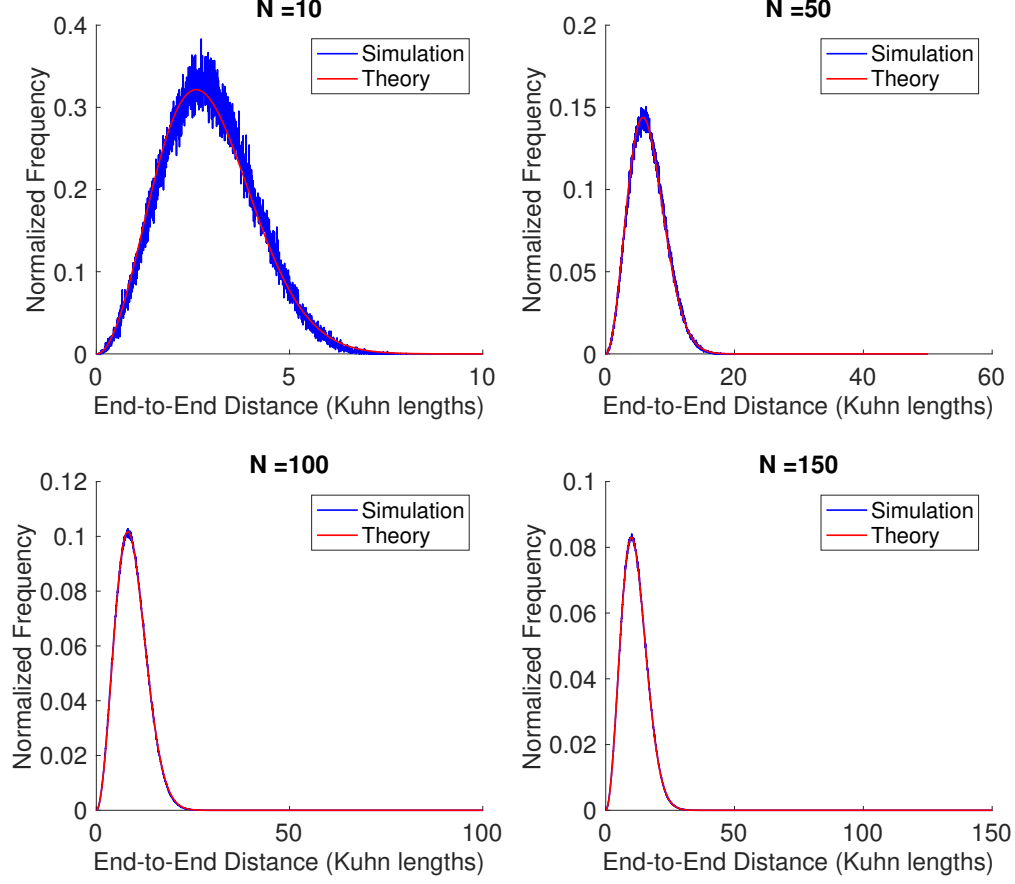 N =10
0.4
0.3
0.2
0.1
0
Normalized Frequency
Simulation
Theory
0
5
10
End-to-End Distance (Kuhn lengths)
N =50
0.2
0.15
0.1
0.05
0
Normalized Frequency
Simulation
Theory
0
20
40
60
End-to-End Distance (Kuhn lengths)
N =100
0.12
0.1
0.08
0.06
0.04
0.02
0
Normalized Frequency
Simulation
Theory
0
50
100
End-to-End Distance (Kuhn lengths)
N =150
0.1
0.08
0.06
0.04
0.02
0
Normalized Frequency
Simulation
Theory
0
50
100
150
End-to-End Distance (Kuhn lengths)